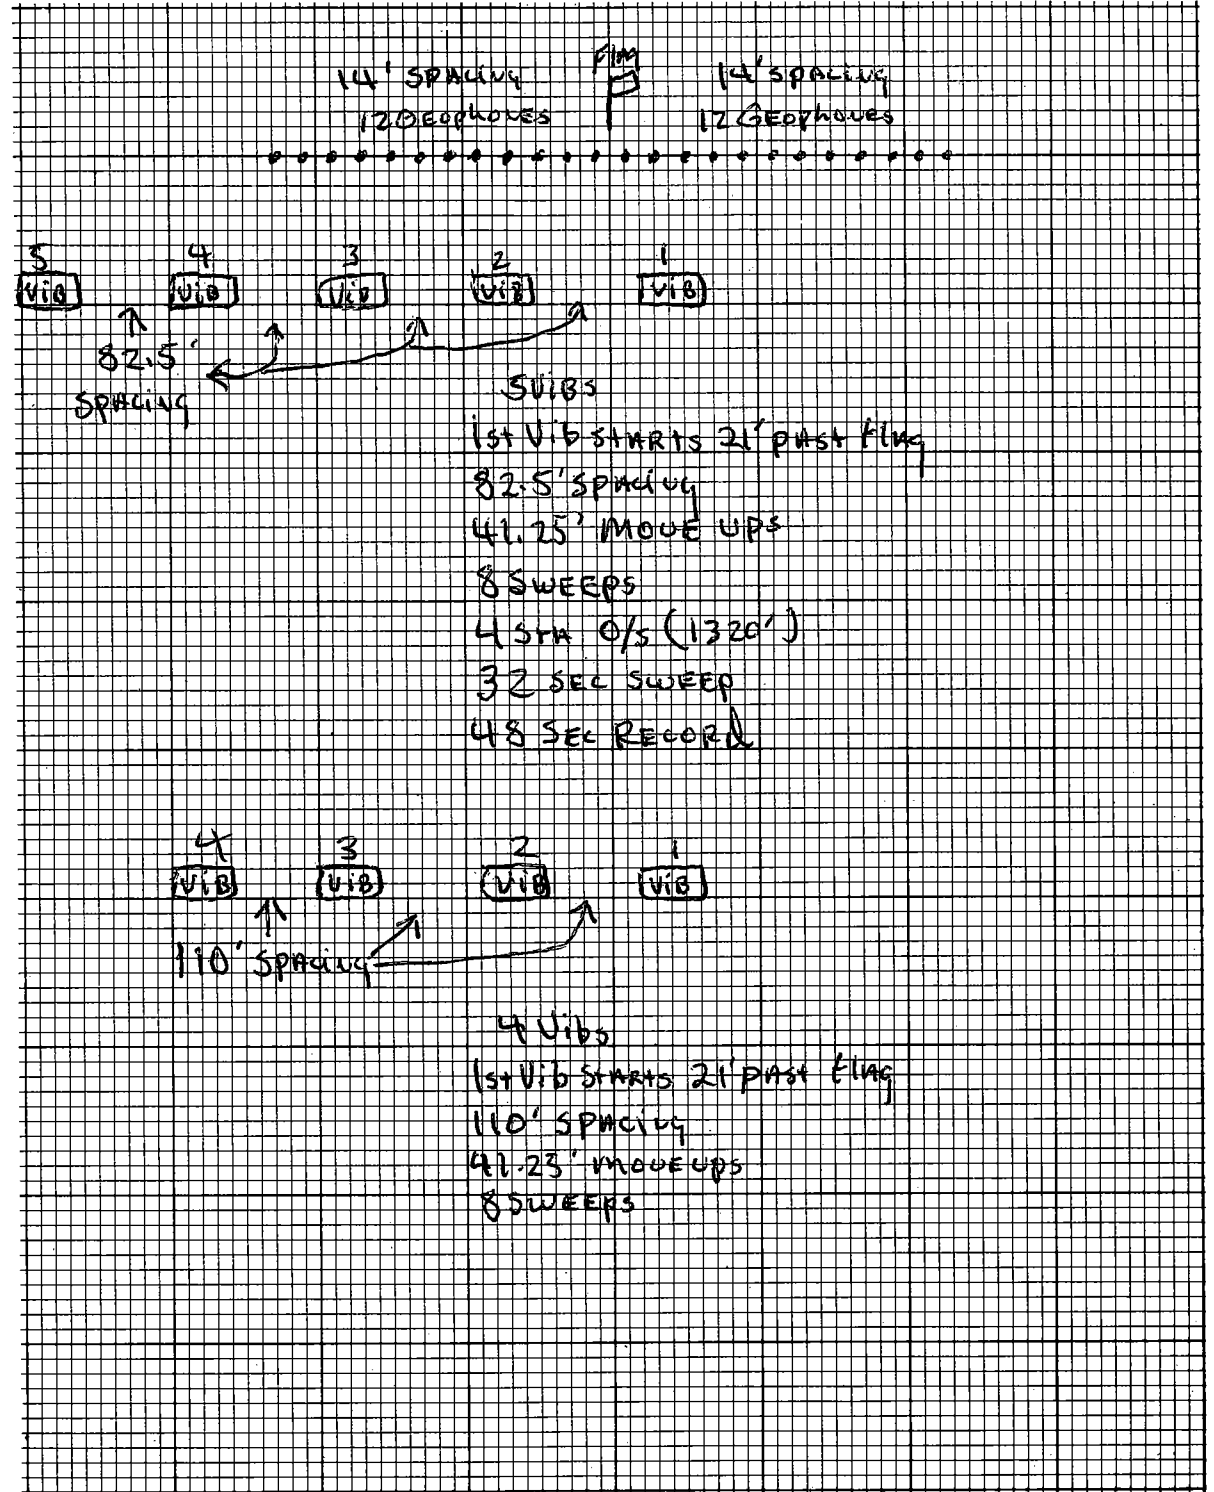 Flag
14' SPACING 14' SPACING
12 GEOPHONES 12 GEOPHONES
5 4 3 2 1
VIB VIB VIB VIB VIB
82.5'
SPACING
5 VIBS
1st Vib STARTS 21' PAST FLAG
82.5' SPACING
41.25' MOVE UPS
8 SWEEPS
4 STA O/S (1320')
32 SEC SWEEP
48 SEC RECORD
4 3 2 1
VIB VIB VIB VIB
110' SPACING
4 Vibs
1st Vib STARTS 21' PAST FLAG
110' SPACING
41.25' MOVE UPS
8 SWEEPS